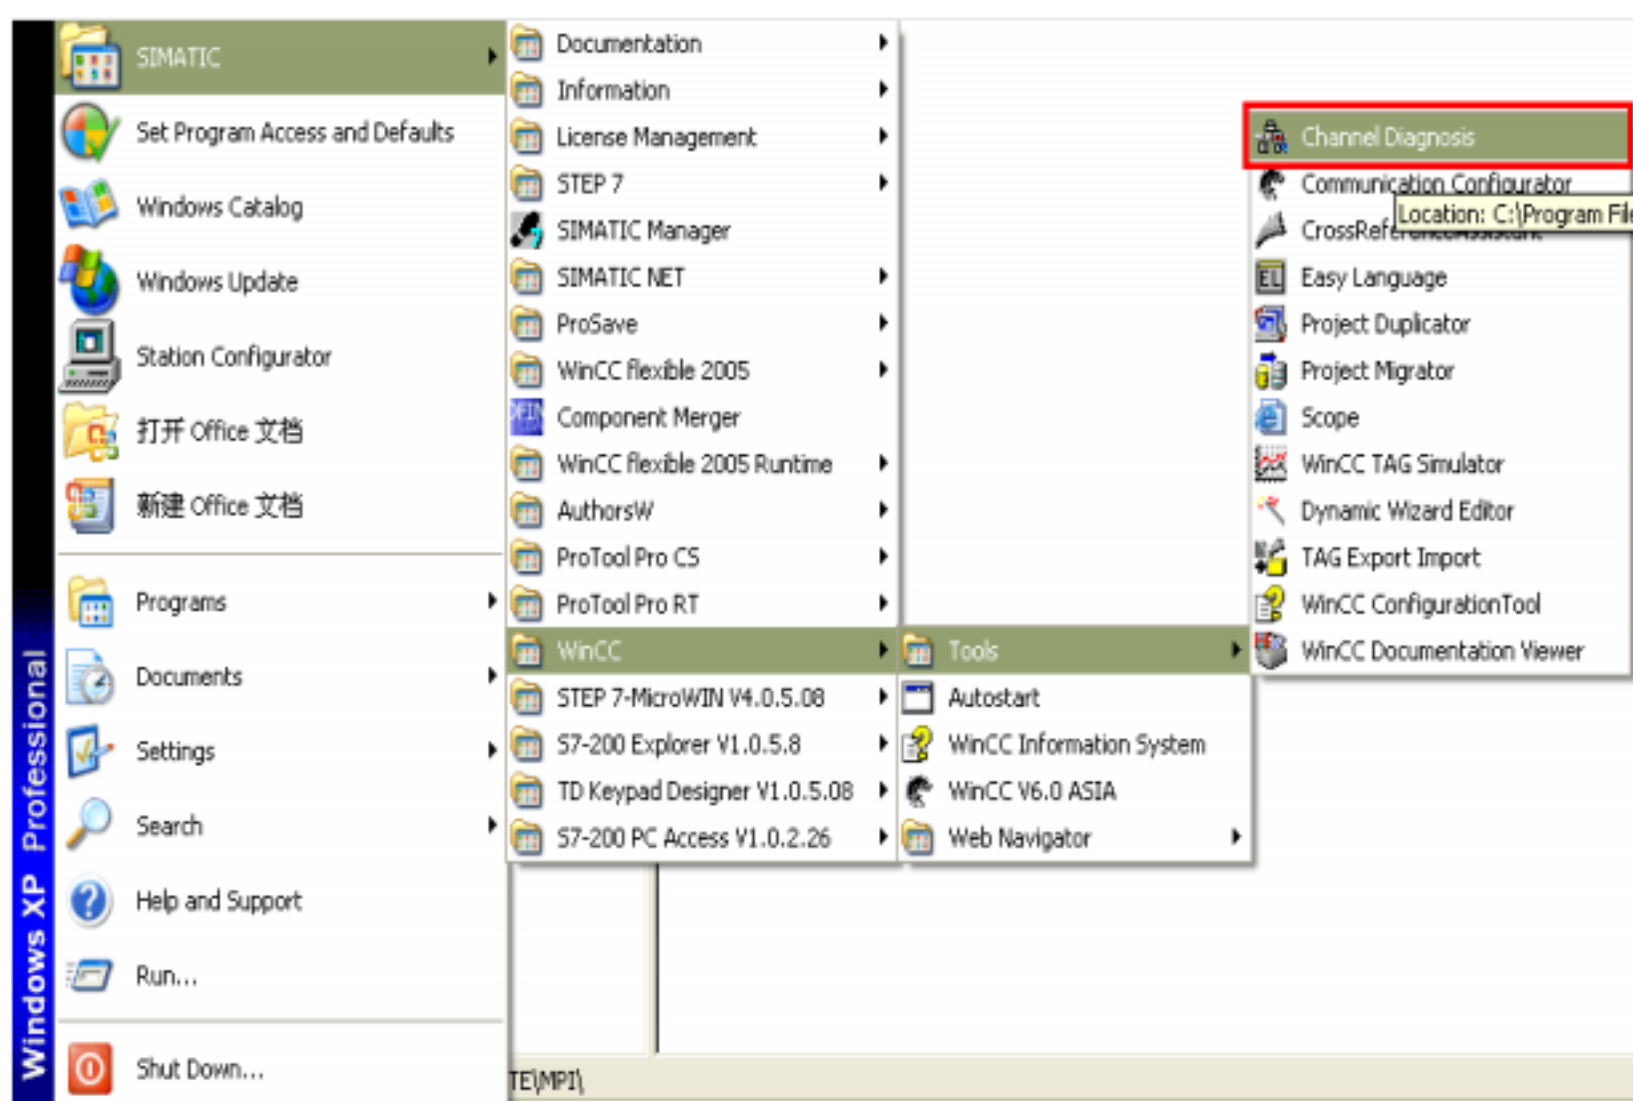 SIMATIC
Set Program Access and Defaults
Windows Catalog
Windows Update
Station Configurator
打开 Office 文档
新建 Office 文档
Programs
Documents
Settings
Search
Help and Support
Run...
Shut Down...
Windows XP Professional
Documentation
Information
License Management
STEP 7
SIMATIC Manager
SIMATIC NET
ProSave
WinCC flexible 2005
Component Merger
WinCC flexible 2005 Runtime
AuthorsW
ProTool Pro CS
ProTool Pro RT
WinCC
STEP 7-MicroWIN V4.0.5.08
S7-200 Explorer V1.0.5.8
TD Keypad Designer V1.0.5.08
S7-200 PC Access V1.0.2.26
Tools
Autostart
WinCC Information System
WinCC V6.0 ASIA
Web Navigator
Channel Diagnosis
Communication Configurator
Location: C:\Program File
Easy Language
EL
Project Duplicator
Project Migrator
Scope
WinCC TAG Simulator
Dynamic Wizard Editor
TAG Export Import
WinCC ConfigurationTool
WinCC Documentation Viewer
TE\MPI\